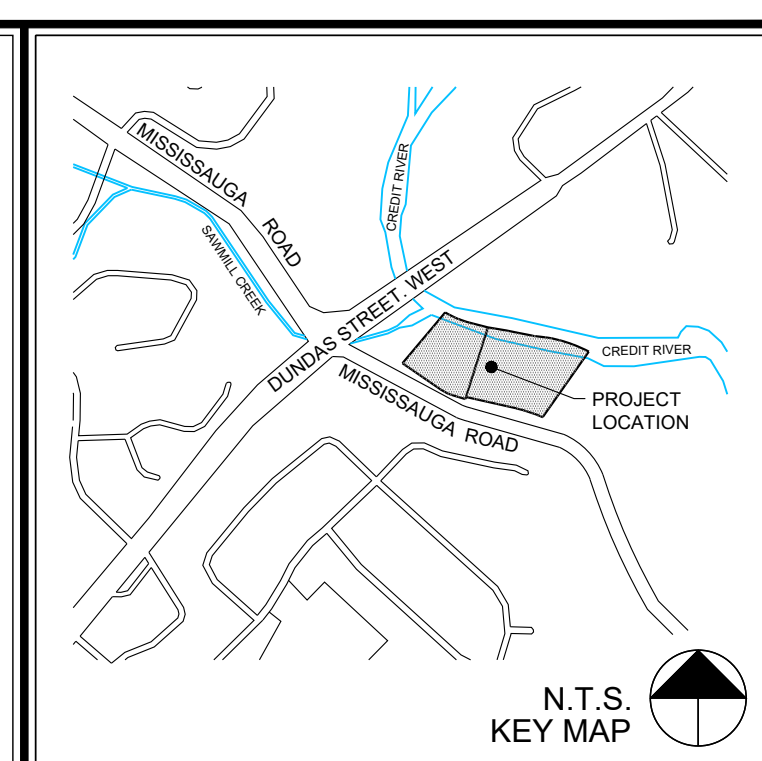 MISSISSAUGA ROAD
CREDIT RIVER
SAWMILL CREEK
DUNDAS STREET. WEST
CREDIT RIVER
MISSISSAUGA ROAD
PROJECT
LOCATION
N.T.S.
KEY MAP